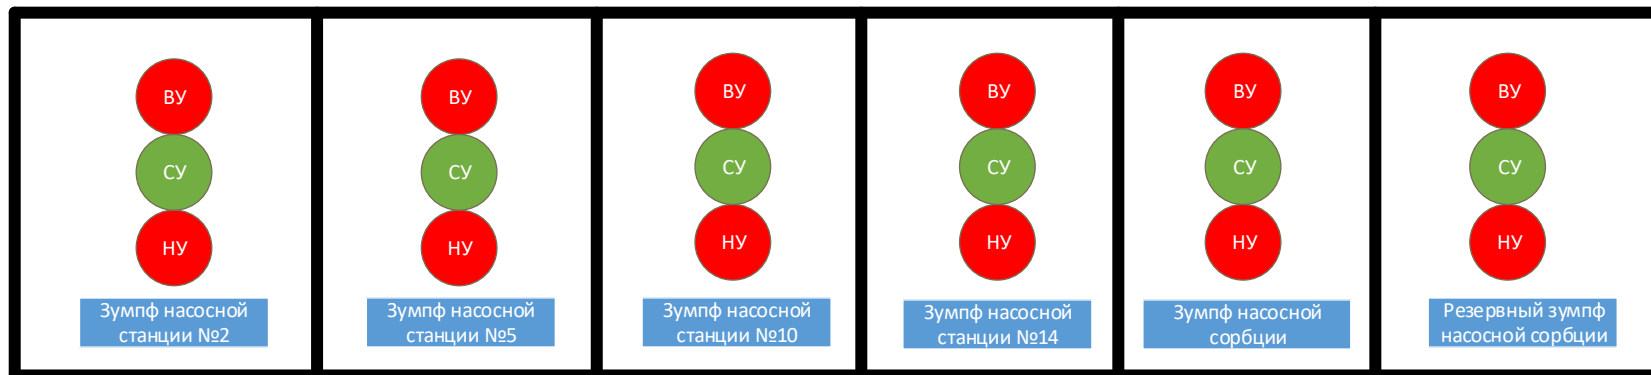 ВУ
СУ
НУ
Зумпф насосной
станции №2
ВУ
СУ
НУ
Зумпф насосной
станции №5
ВУ
СУ
НУ
Зумпф насосной
станции №10
ВУ
СУ
НУ
Зумпф насосной
станции №14
ВУ
СУ
НУ
Зумпф насосной
сорбции
ВУ
СУ
НУ
Резервный зумпф
насосной сорбции